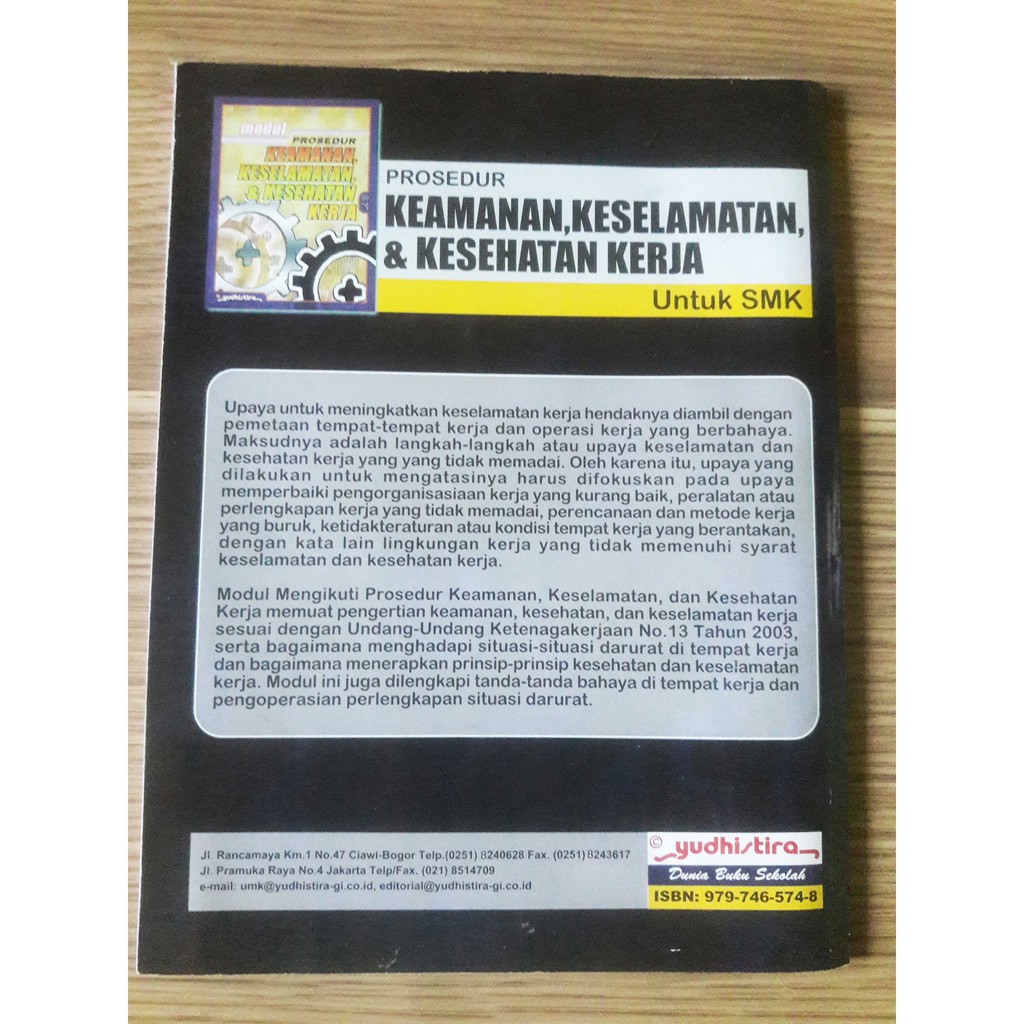 modul
PROSEDUR
KEAMANAN,
KESELAMATAN,
& KESEHATAN
KERJA
yudhistira
PROSEDUR
KEAMANAN,KESELAMATAN,
& KESEHATAN KERJA
Untuk SMK
Upaya untuk meningkatkan keselamatan kerja hendaknya diambil dengan
pemetaan tempat-tempat kerja dan operasi kerja yang berbahaya.
Maksudnya adalah langkah-langkah atau upaya keselamatan dan
kesehatan kerja yang yang tidak memadai. Oleh karena itu, upaya yang
dilakukan untuk mengatasinya harus difokuskan pada upaya
memperbaiki pengorganisasiaan kerja yang kurang baik, peralatan atau
perlengkapan kerja yang tidak memadai, perencanaan dan metode kerja
yang buruk, ketidakteraturan atau kondisi tempat kerja yang berantakan,
dengan kata lain lingkungan kerja yang tidak memenuhi syarat
keselamatan dan kesehatan kerja.
Modul Mengikuti Prosedur Keamanan, Keselamatan, dan Kesehatan
Kerja memuat pengertian keamanan, kesehatan, dan keselamatan kerja
sesuai dengan Undang-Undang Ketenagakerjaan No.13 Tahun 2003,
serta bagaimana menghadapi situasi-situasi darurat di tempat kerja
dan bagaimana menerapkan prinsip-prinsip kesehatan dan keselamatan
kerja. Modul ini juga dilengkapi tanda-tanda bahaya di tempat kerja dan
pengoperasian perlengkapan situasi darurat.
Jl. Rancamaya Km.1 No.47 Ciawi-Bogor Telp.(0251) 8240628 Fax. (0251) 8243617
Jl. Pramuka Raya No.4 Jakarta Telp/Fax. (021) 8514709
e-mail: umk@yudhistira-gi.co.id, editorial@yudhistira-gi.co.id
© yudhistira
Dunia Buku Sekolah
ISBN: 979-746-574-8